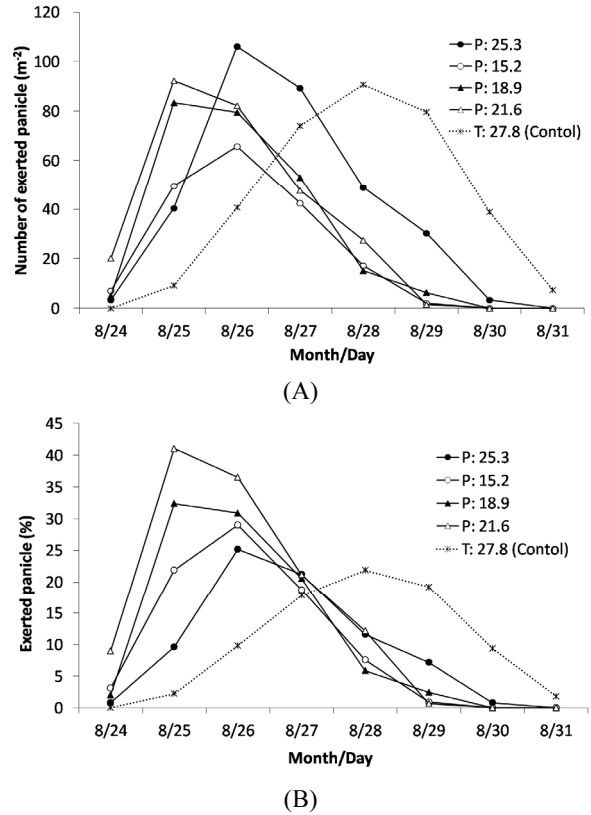 120
100
80
60
40
20
0
Number of exerted panicle (m-2)
P: 25.3
P: 15.2
P: 18.9
P: 21.6
T: 27.8 (Contol)
8/24 8/25 8/26 8/27 8/28 8/29 8/30 8/31
Month/Day
(A)
45
40
35
30
25
20
15
10
5
0
Exerted panicle (%)
P: 25.3
P: 15.2
P: 18.9
P: 21.6
T: 27.8 (Contol)
8/24 8/25 8/26 8/27 8/28 8/29 8/30 8/31
Month/Day
(B)